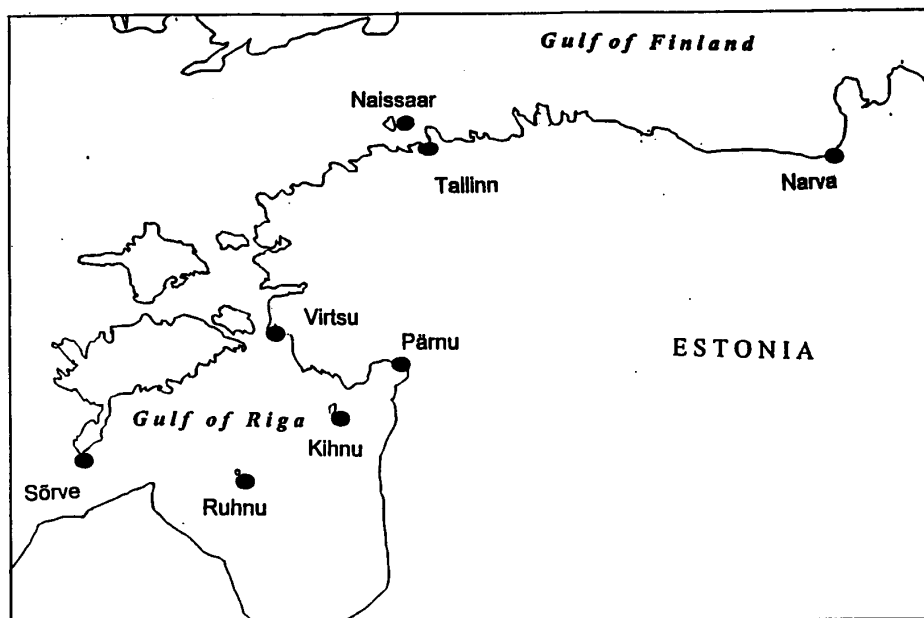 Gulf of Finland
Naissaar
Tallinn
Narva
Virtsu
Pärnu
ESTONIA
Gulf of Riga
Kihnu
Sõrve
Ruhnu